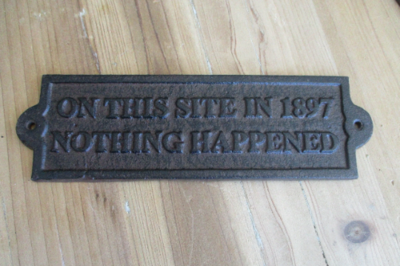 ON THIS SITE IN 1897
NOTHING HAPPENED